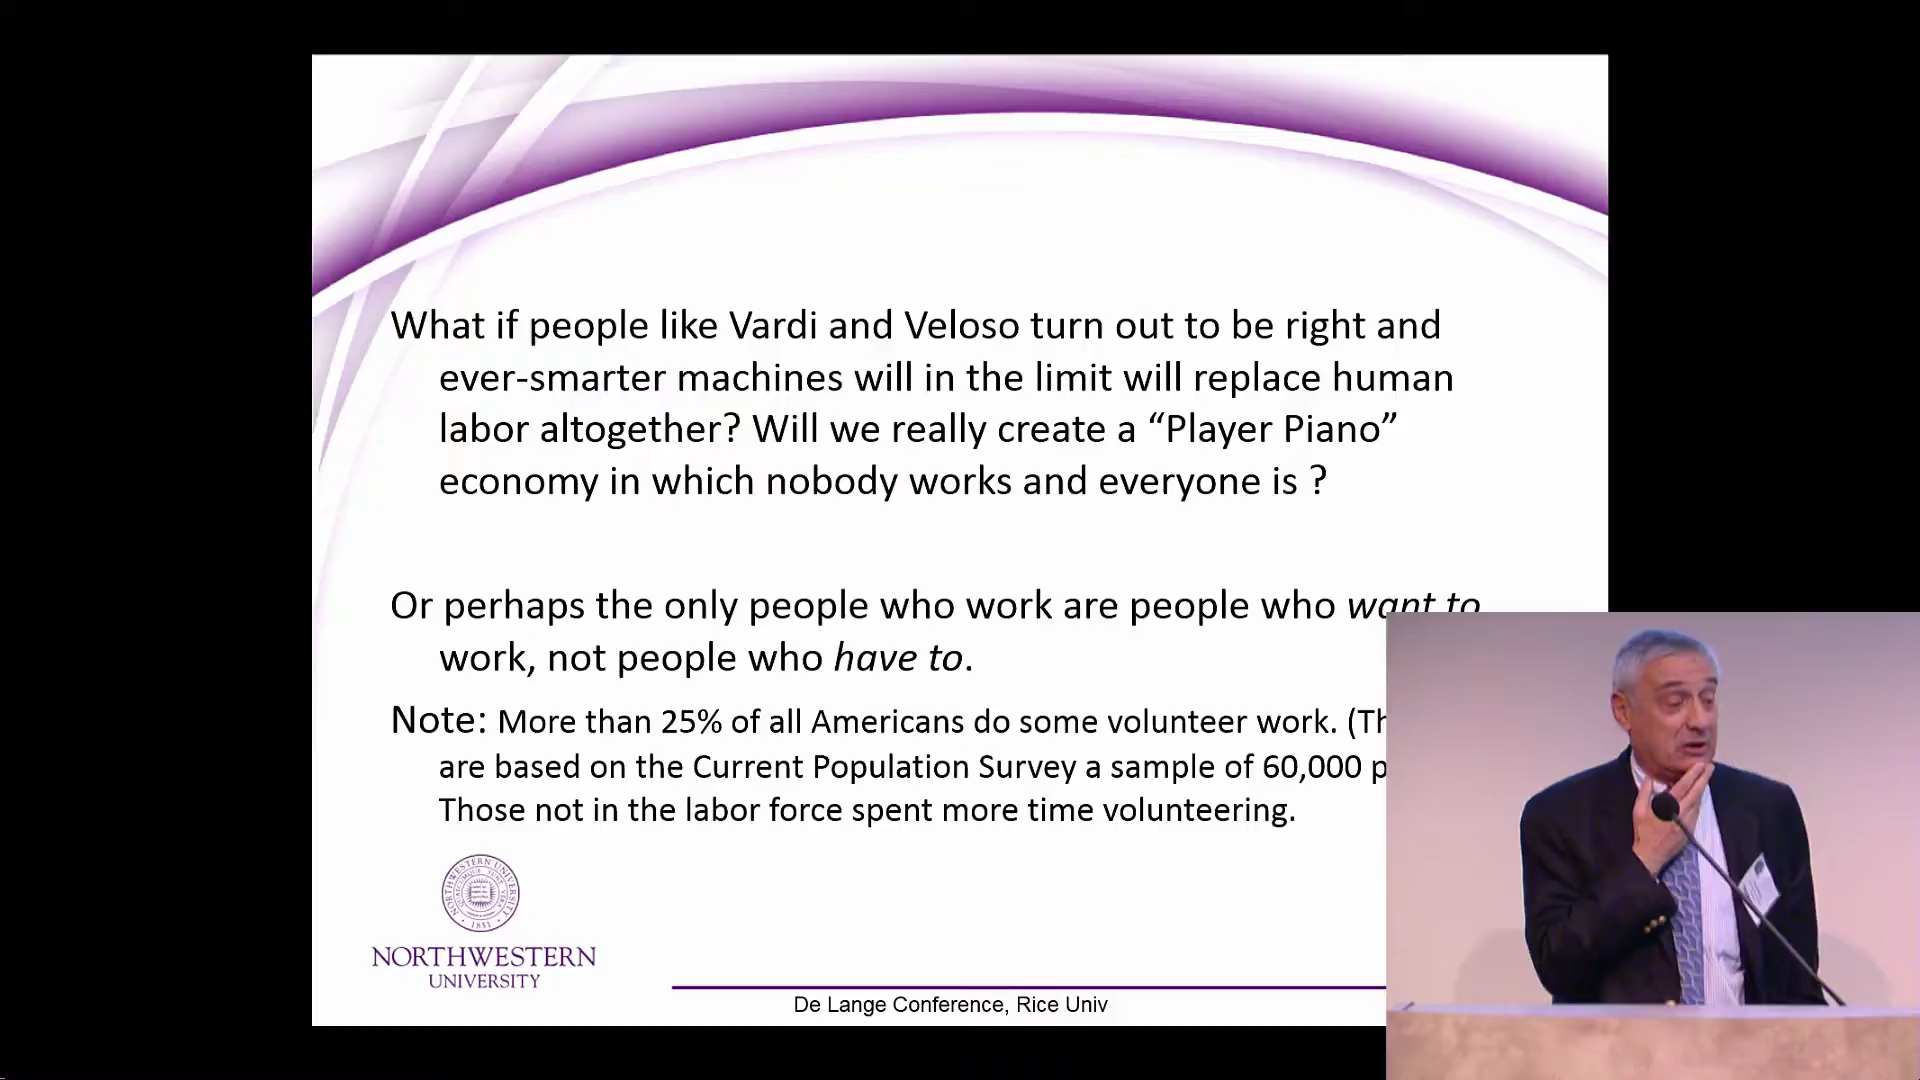 What if people like Vardi and Veloso turn out to be right and
ever-smarter machines will in the limit will replace human
labor altogether? Will we really create a “Player Piano”
economy in which nobody works and everyone is ?
Or perhaps the only people who work are people who want to
work, not people who have to.
Note: More than 25% of all Americans do some volunteer work.
are based on the Current Population Survey a sample of 60,000
Those not in the labor force spent more time volunteering.
NORTHWESTERN UNIVERSITY
1851
NORTHWESTERN
UNIVERSITY
De Lange Conference, Rice Univ